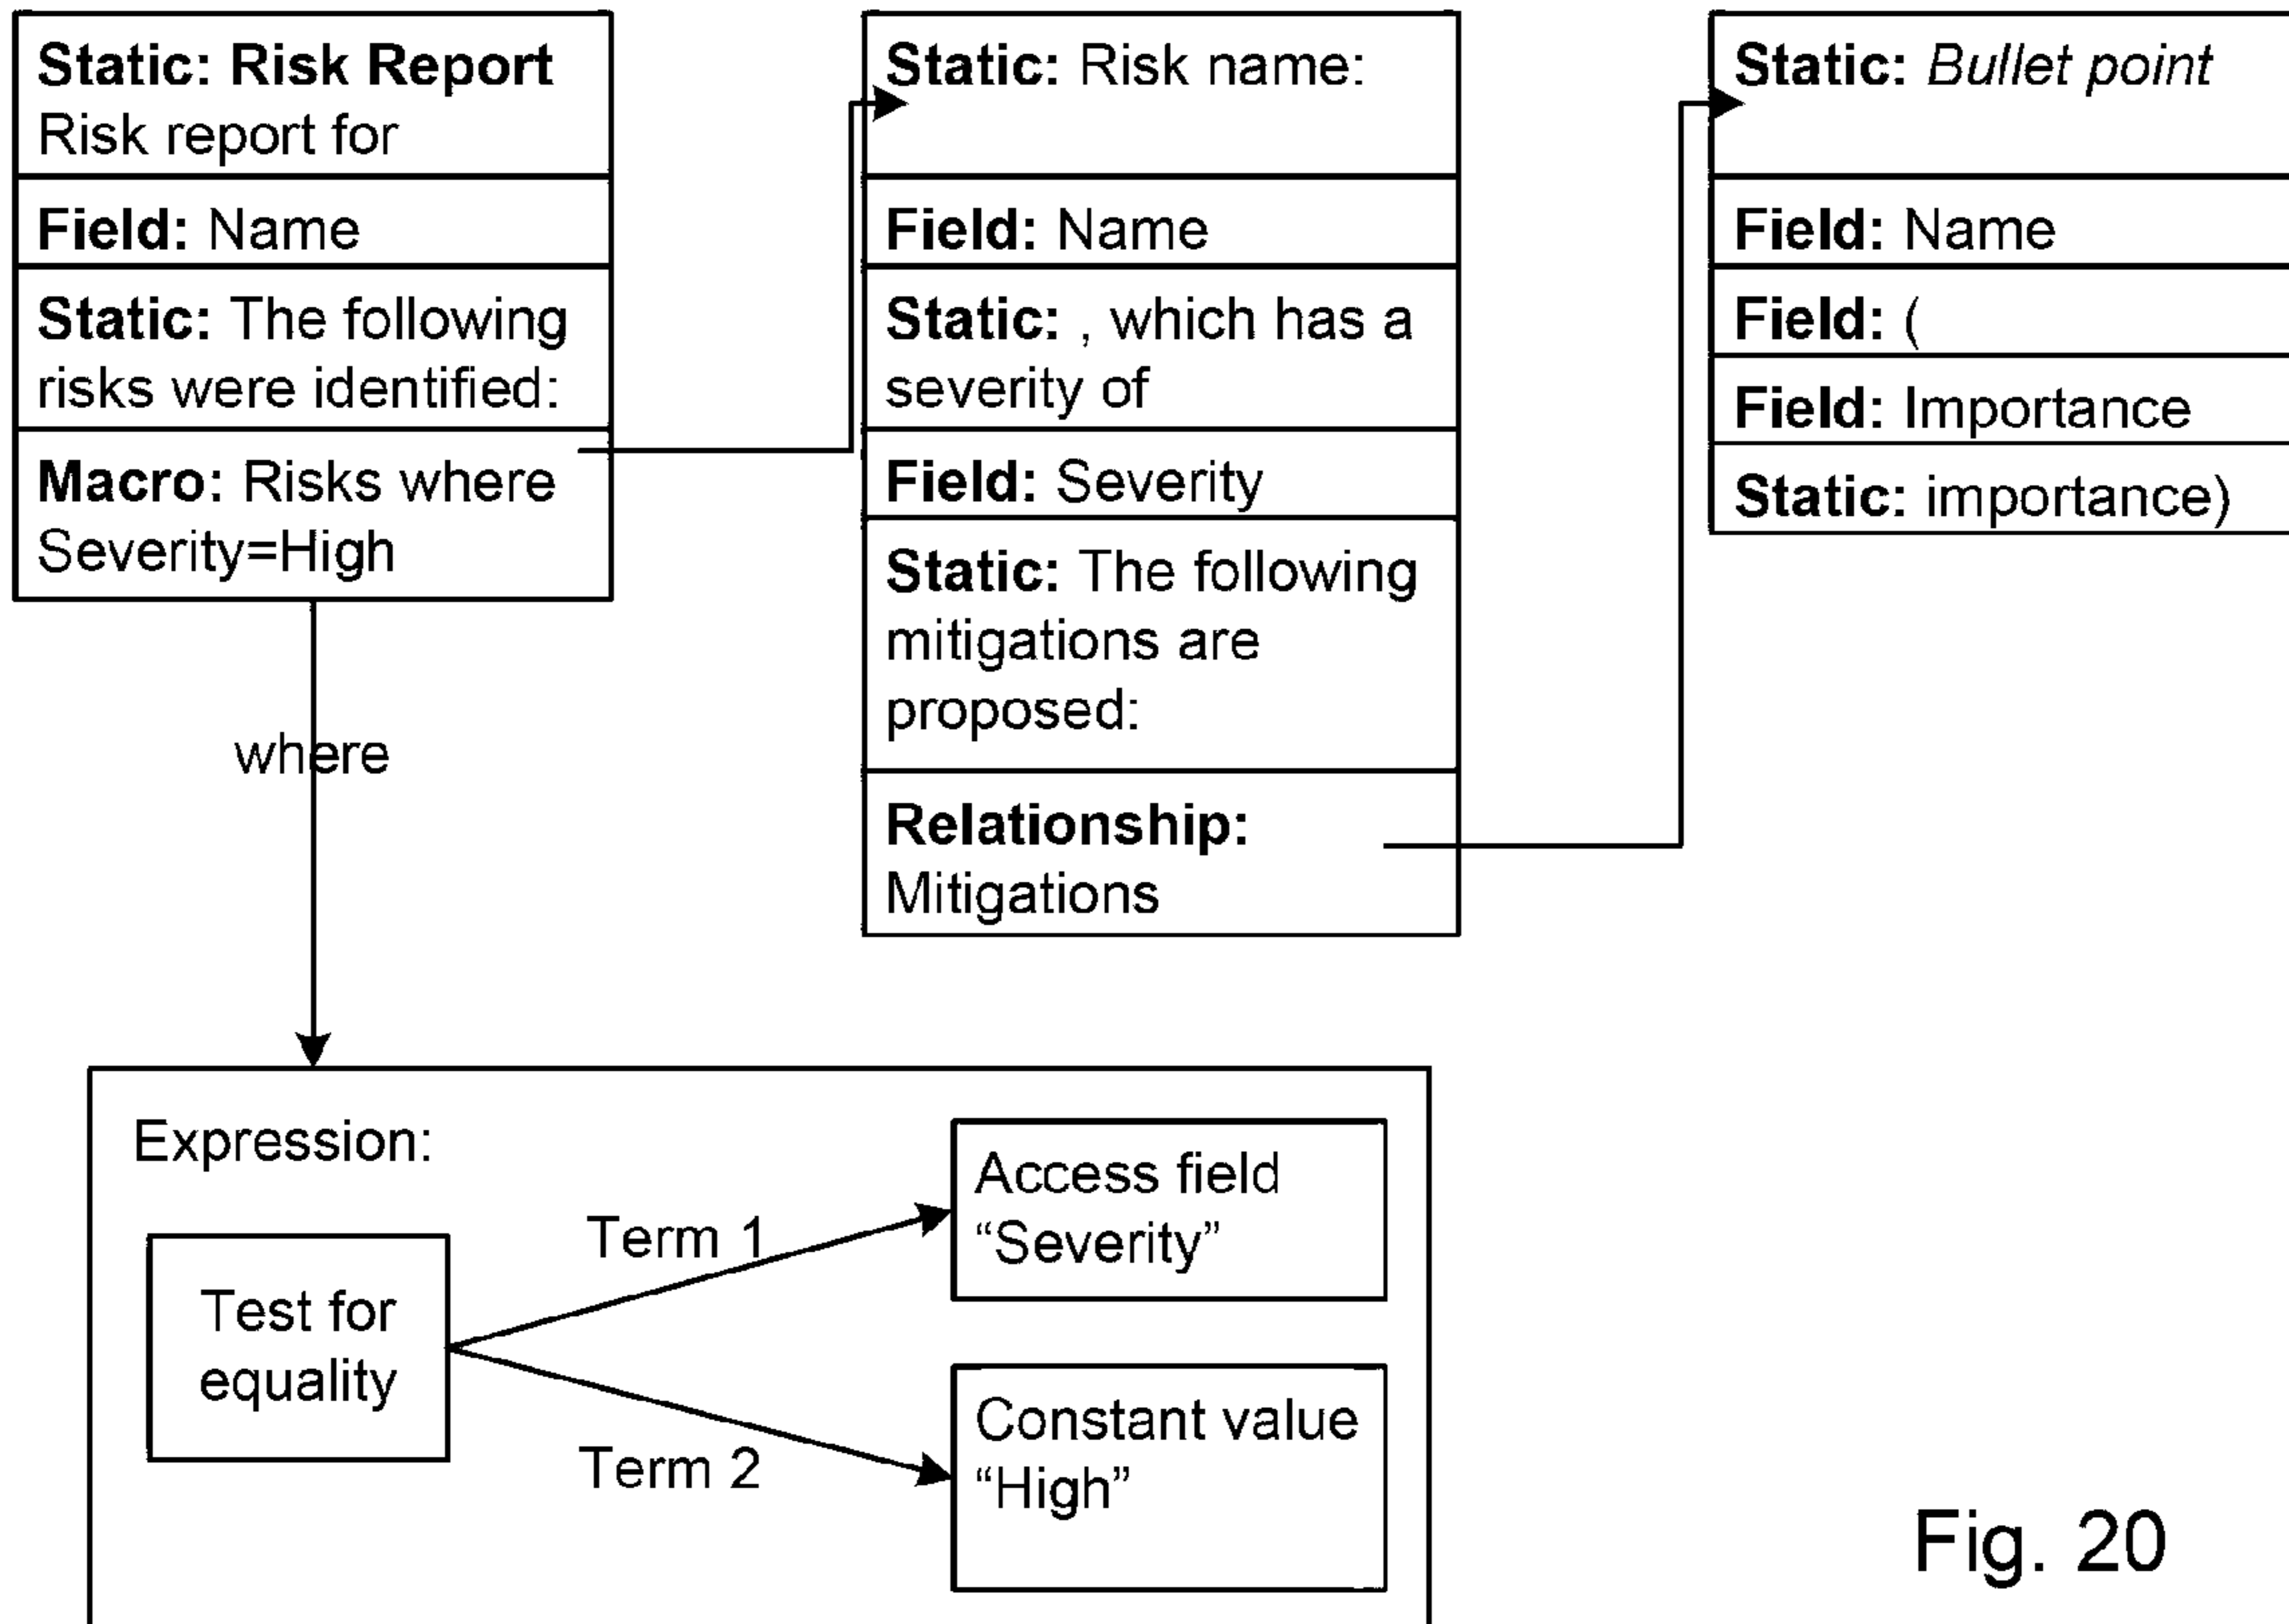 Static: Risk Report
Risk report for
Field: Name
Static: The following
risks were identified:
Macro: Risks where
Severity=High
Static: Risk name:
Field: Name
Static: , which has a
severity of
Field: Severity
Static: The following
mitigations are
proposed:
Relationship:
Mitigations
Static: Bullet point
Field: Name
Field: (
Field: Importance
Static: importance)
where
Expression:
Test for
equality
Term 1
Access field
“Severity”
Term 2
Constant value
“High”
Fig. 20